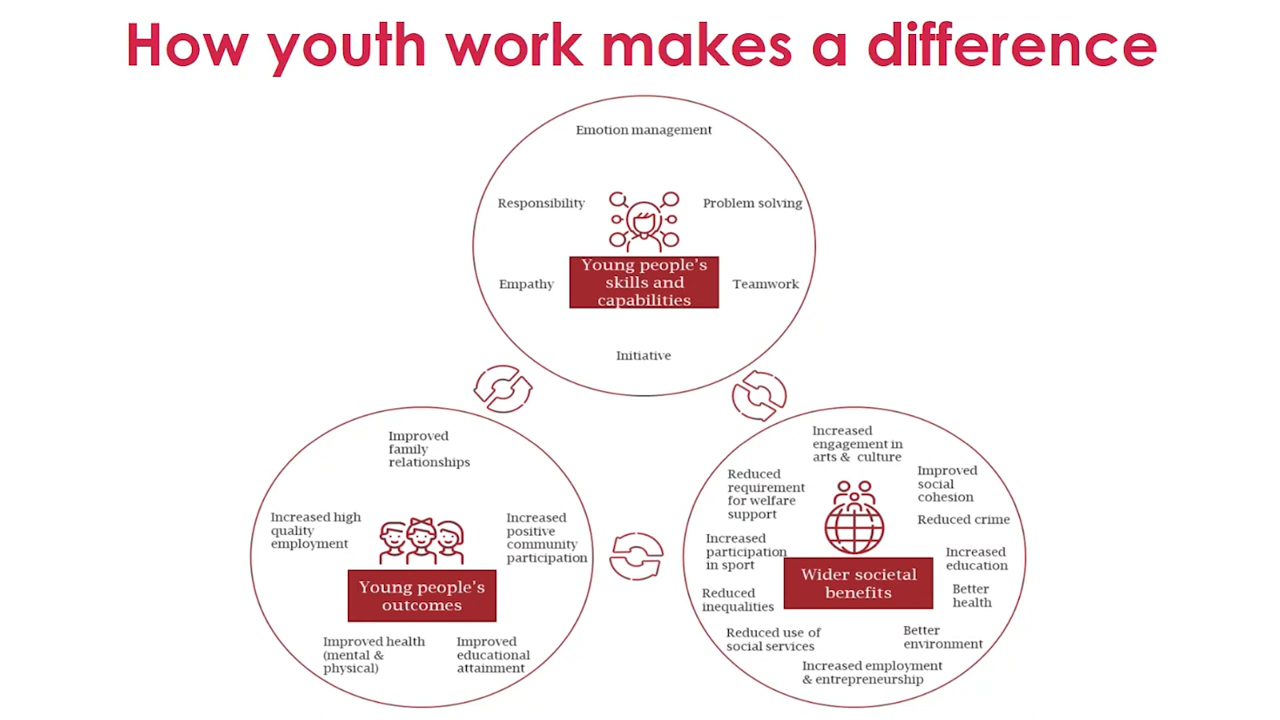 How youth work makes a difference
Emotion management
Responsibility
Problem solving
Young people's
skills and
capabilities
Empathy
Teamwork
Initiative
Improved
family
relationships
Increased high
quality
employment
Increased
positive
community
participation
Young people's
outcomes
Improved health
(mental &
physical)
Improved
educational
attainment
Increased
engagement in
arts & culture
Reduced
requirement
for welfare
support
Improved
social
cohesion
Reduced crime
Increased
participation
in sport
Increased
education
Wider societal
benefits
Reduced
inequalities
Better
health
Reduced use of
social services
Better
environment
Increased employment
& entrepreneurship